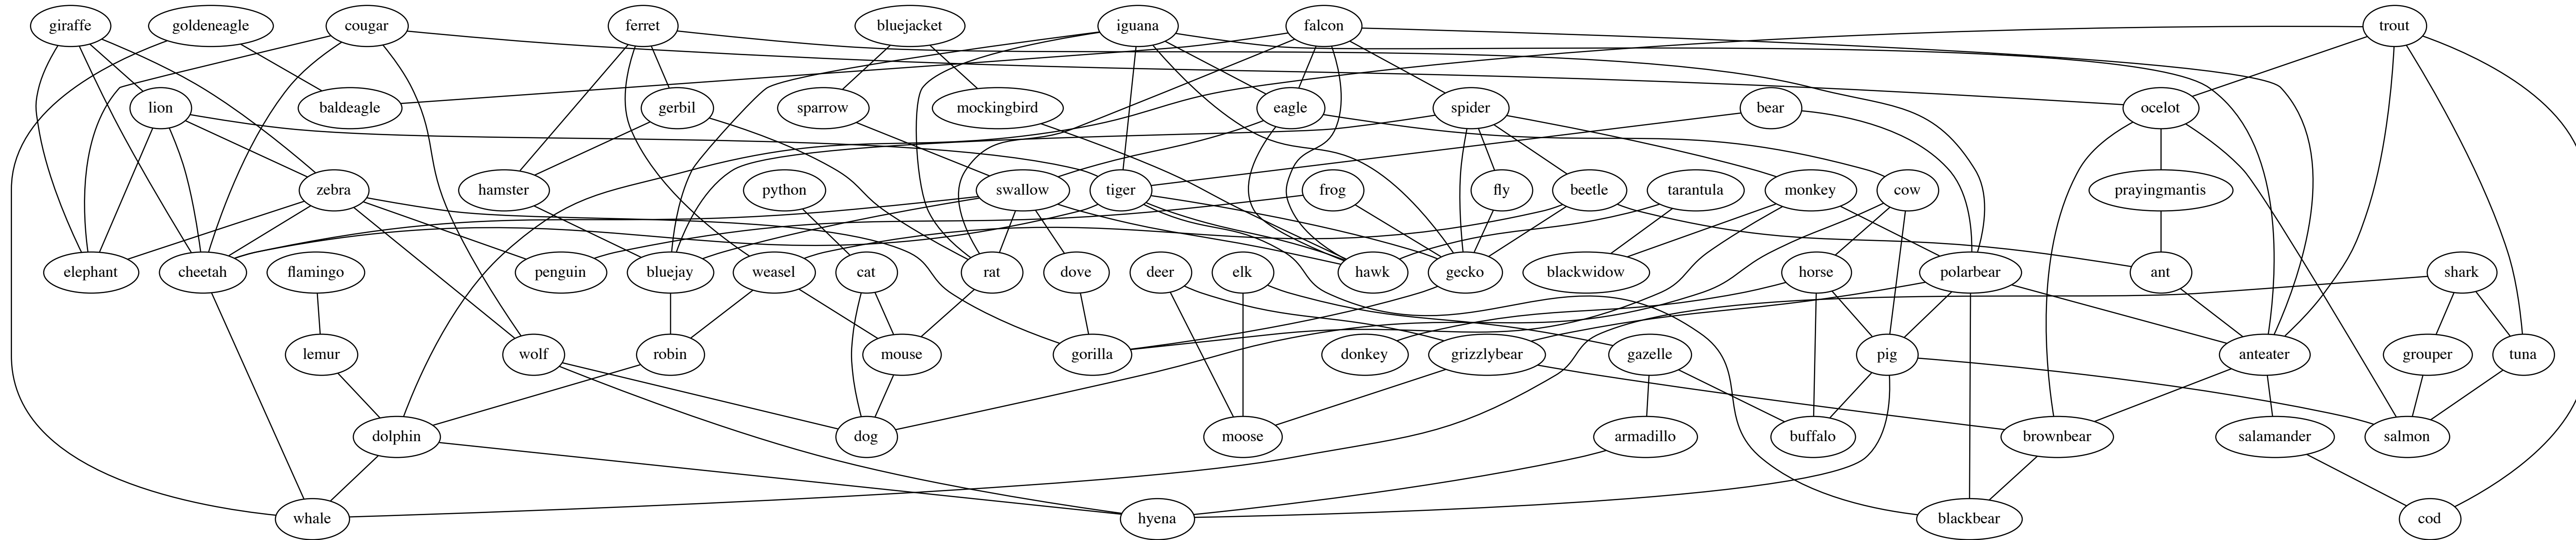 giraffe goldeneagle cougar ferret bluejacket iguana falcon trout
lion baldeagle gerbil sparrow mockingbird eagle spider bear ocelot
zebra hamster python swallow tiger frog fly beetle tarantula monkey cow prayingmantis
elephant cheetah flamingo penguin bluejay weasel cat rat dove deer elk hawk gecko blackwidow horse polarbear ant shark
lemur wolf robin mouse gorilla donkey grizzlybear gazelle pig anteater grouper tuna
dolphin dog moose armadillo buffalo brownbear salamander salmon
whale hyena blackbear cod